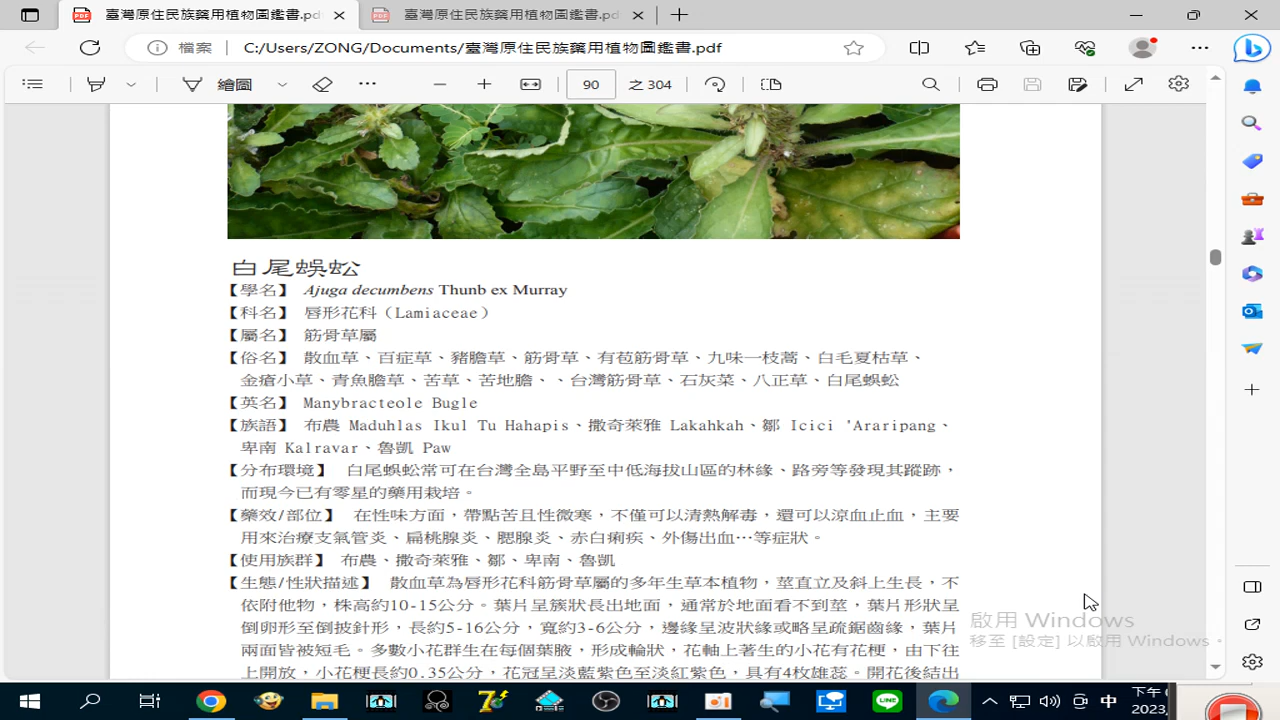 臺灣原住民族藥用植物圖鑑書.pd
臺灣原住民族藥用植物圖鑑書.pd
檔案
C:/Users/ZONG/Documents/臺灣原住民族藥用植物圖鑑書.pdf
繪圖
90
之 304
白尾蜈蚣
【學名】 Ajuga decumbens Thunb ex Murray
【科名】 唇形花科（Lamiaceae）
【屬名】 筋骨草屬
【俗名】 散血草、百症草、豬膽草、筋骨草、有苞筋骨草、九味一枝蒿、白毛夏枯草、
金瘡小草、青魚膽草、苦草、苦地膽、、台灣筋骨草、石灰菜、八正草、白尾蜈蚣
【英名】 Manybracteole Bugle
【族語】 布農 Maduhlas Ikul Tu Hahapis、撒奇萊雅 Lakahkah、鄒 Icici 'Araripang、
卑南 Kalravar、魯凱 Paw
【分布環境】 白尾蜈蚣常可在台灣全島平野至中低海拔山區的林緣、路旁等發現其蹤跡，
而現今已有零星的藥用栽培。
【藥效/部位】 在性味方面，帶點苦且性微寒，不僅可以清熱解毒，還可以涼血止血，主要
用來治療支氣管炎、扁桃腺炎、腮腺炎、赤白痢疾、外傷出血…等症狀。
【使用族群】 布農、撒奇萊雅、鄒、卑南、魯凱
【生態/性狀描述】 散血草為唇形花科筋骨草屬的多年生草本植物，莖直立及斜上生長，不
依附他物，株高約10-15公分。葉片呈簇狀長出地面，通常於地面看不到莖，葉片形狀呈
倒卵形至倒披針形，長約5-16公分，寬約3-6公分，邊緣呈波狀緣或略呈疏鋸齒緣，葉片
兩面皆被短毛。多數小花群生在每個葉腋，形成輪狀，花軸上著生的小花有花梗，由下往
上開放，小花梗長約0.35公分，花冠呈淡藍紫色至淡紅紫色，具有4枚雄蕊。開花後結出
啟用 Windows
移至 [設定] 以啟用 Windows。
中
下午
2023